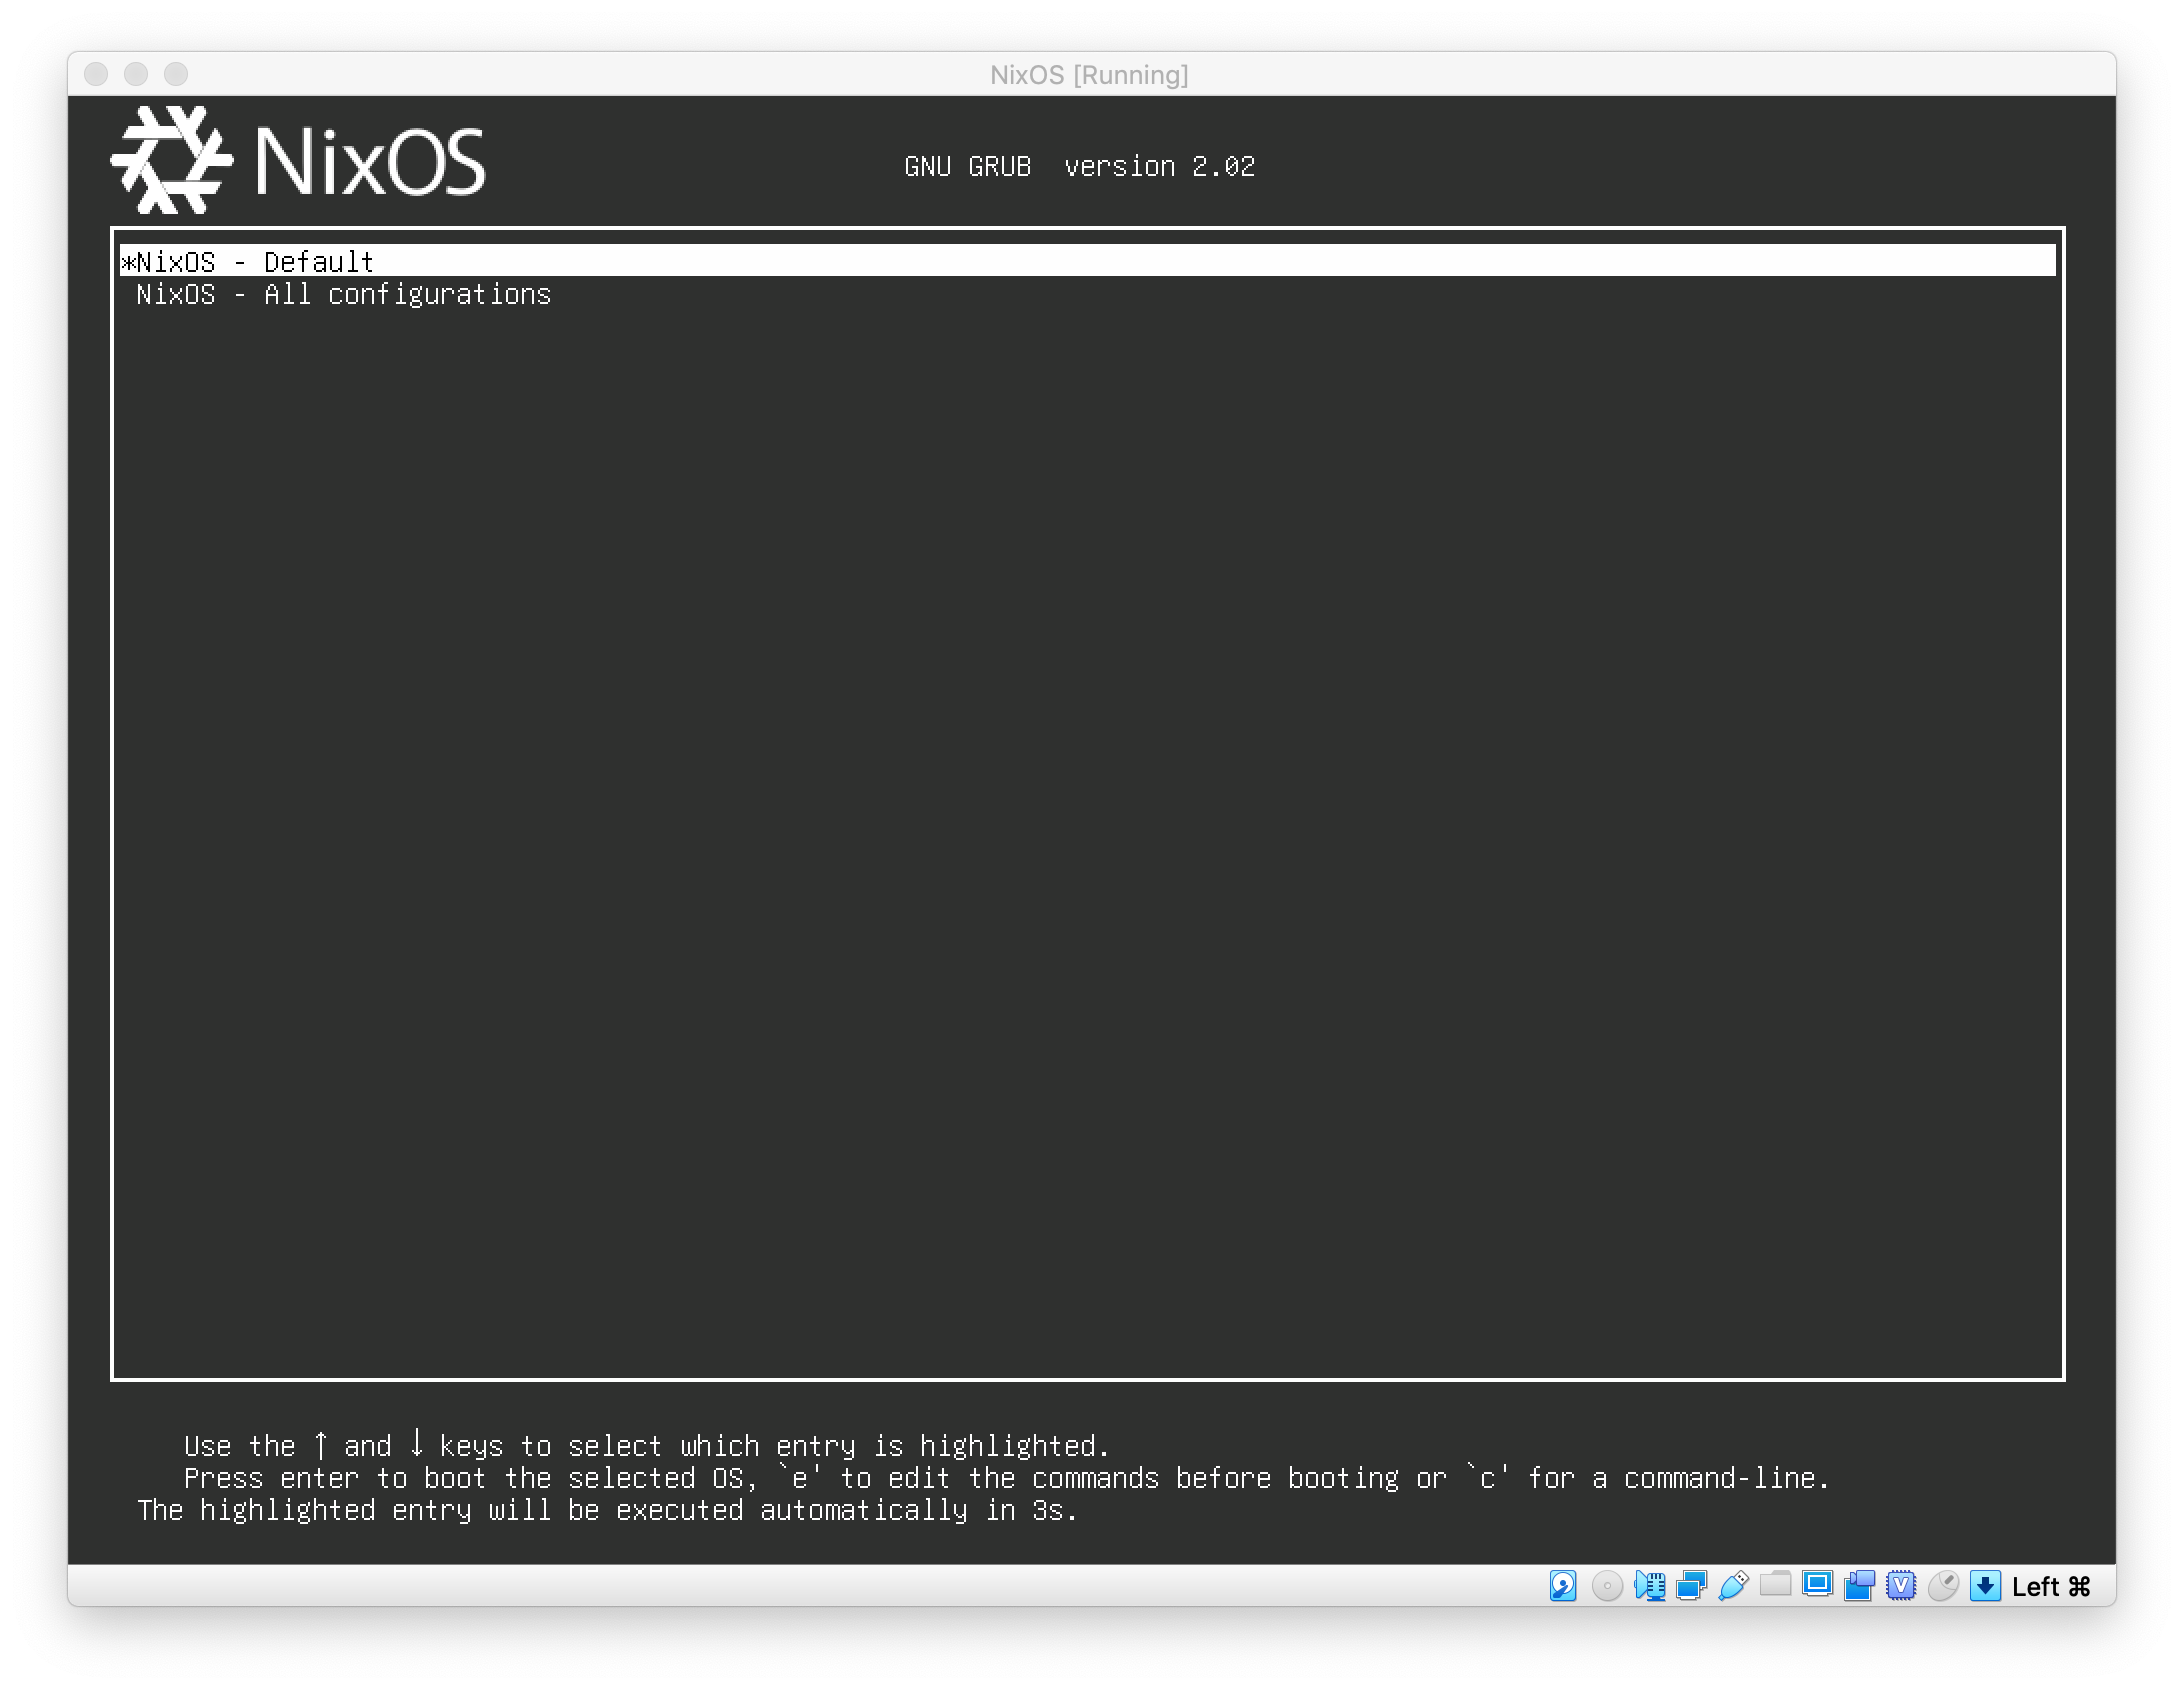 NixOS [Running]
NixOS
GNU GRUB  version 2.02
*NixOS - Default
NixOS - All configurations
Use the ↑ and ↓ keys to select which entry is highlighted.
Press enter to boot the selected OS, `e' to edit the commands before booting or `c' for a command-line.
The highlighted entry will be executed automatically in 3s.
V
Left ⌘